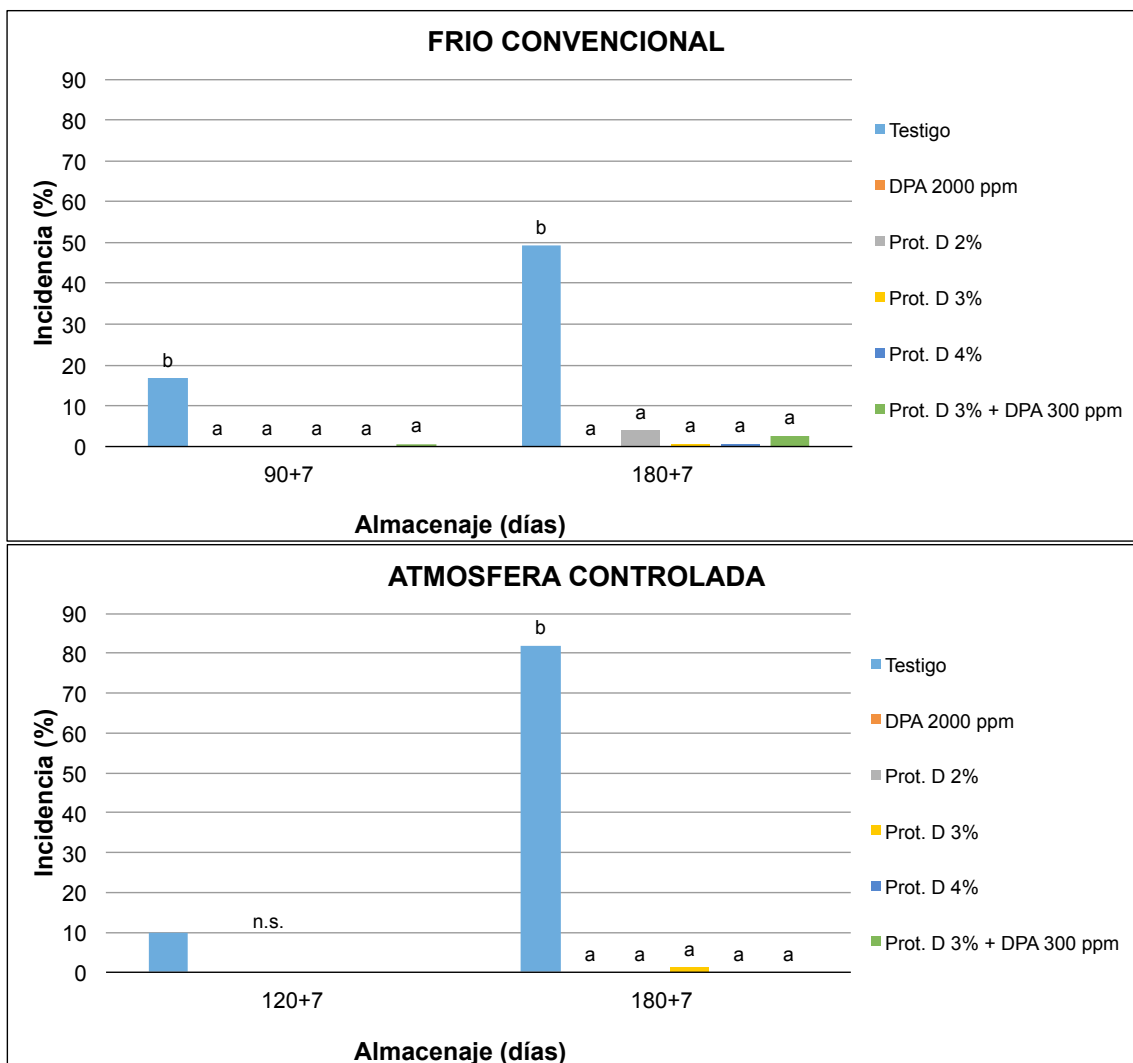 FRIO CONVENCIONAL
90
80
70
60
50
40
30
20
10
0
Incidencia (%)
b
a
a
a
a
a
b
a
a
a
a
a
90+7
180+7
Almacenaje (días)
Testigo
DPA 2000 ppm
Prot. D 2%
Prot. D 3%
Prot. D 4%
Prot. D 3% + DPA 300 ppm
ATMOSFERA CONTROLADA
90
80
70
60
50
40
30
20
10
0
Incidencia (%)
n.s.
b
a
a
a
a
a
120+7
180+7
Almacenaje (días)
Testigo
DPA 2000 ppm
Prot. D 2%
Prot. D 3%
Prot. D 4%
Prot. D 3% + DPA 300 ppm